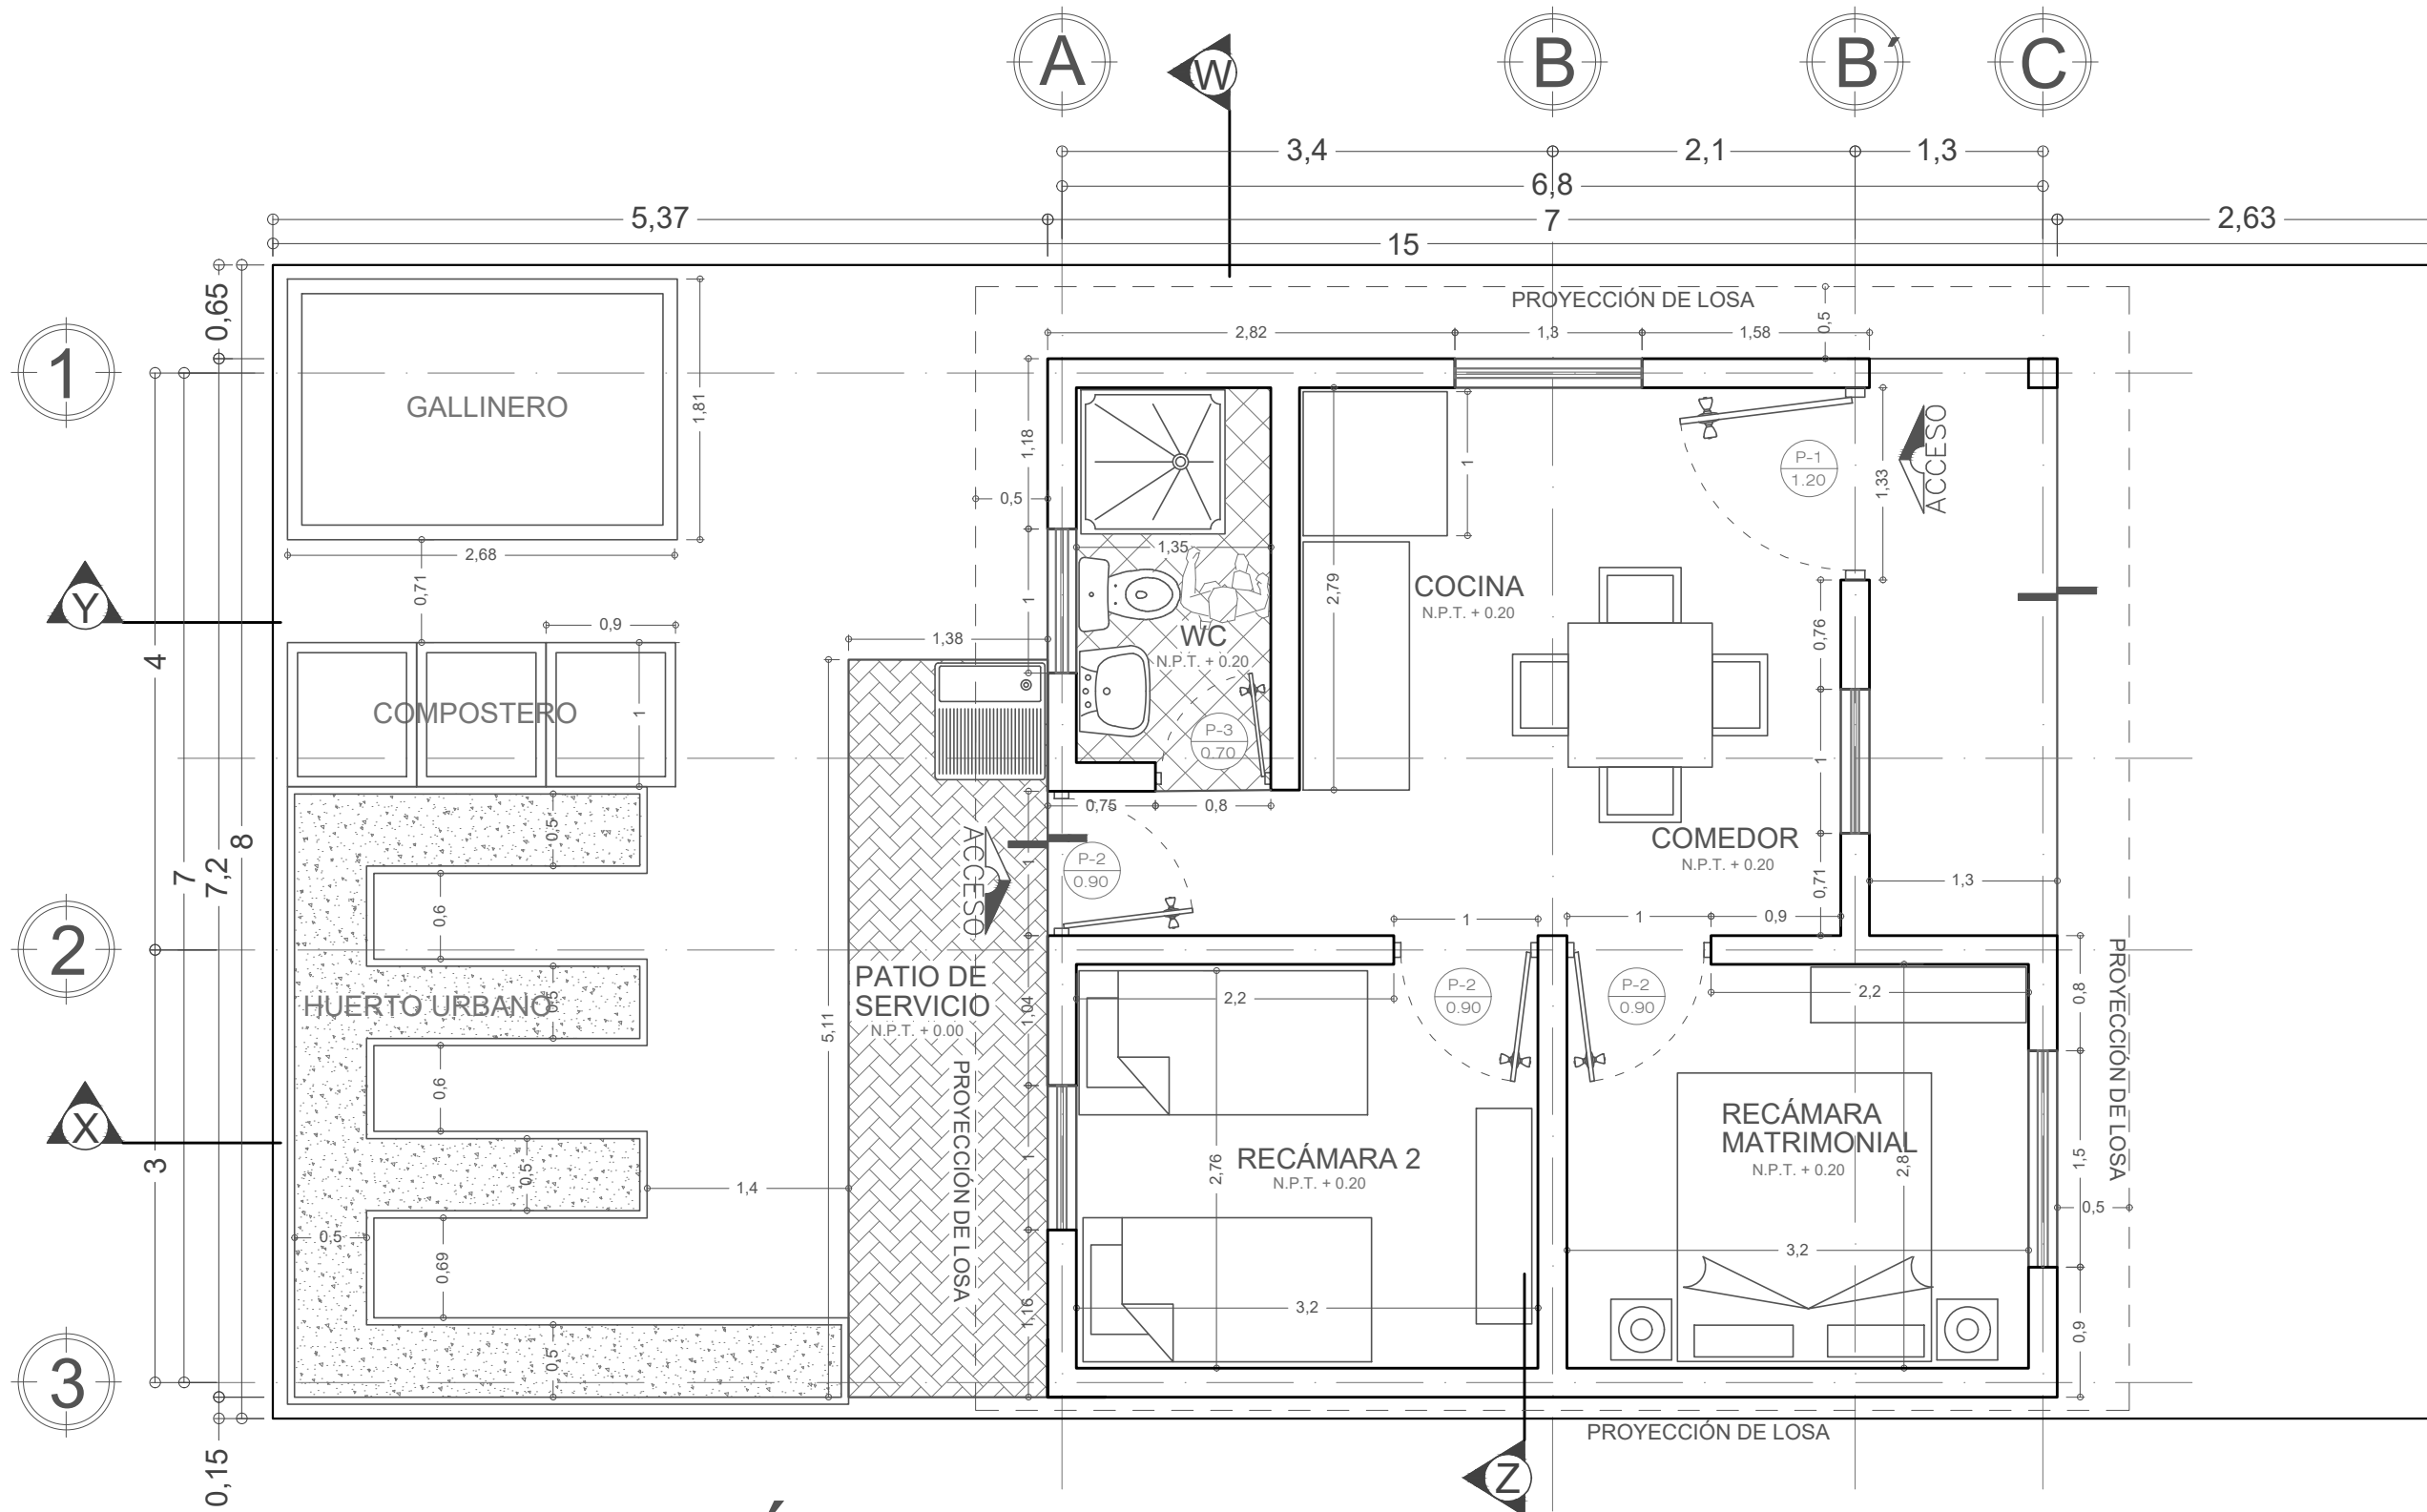 A
W
B
B´
C
3,4
2,1
1,3
6,8
5,37
7
2,63
15
0,65
PROYECCIÓN DE LOSA
0,5
2,82
1,3
1,58
1
GALLINERO
1,81
1,18
0,5
1
P-1
1.20
1,33
ACCESO
2,68
1,35
0,71
Y
0,9
1,38
1
2,79
COCINA
N.P.T. + 0.20
WC
N.P.T. + 0.20
0,76
4
COMPOSTERO
1
P-3
0.70
1
0,75
0,8
0,5
8
7
7,2
ACCESO
1
P-2
0.90
COMEDOR
N.P.T. + 0.20
0,71
1,3
0,6
1
1
0,9
2
PATIO DE
SERVICIO
N.P.T. + 0.00
HUERTO URBANO
0,5
5,11
1,04
2,2
P-2
0.90
P-2
0.90
2,2
0,8
PROYECCIÓN DE LOSA
0,6
X
3
0,5
1,4
PROYECCIÓN DE LOSA
1
2,76
RECÁMARA 2
N.P.T. + 0.20
RECÁMARA
MATRIMONIAL
N.P.T. + 0.20
2,8
1,5
0,5
0,5
0,69
3,2
3,2
1,16
0,9
0,5
3
PROYECCIÓN DE LOSA
0,15
Z